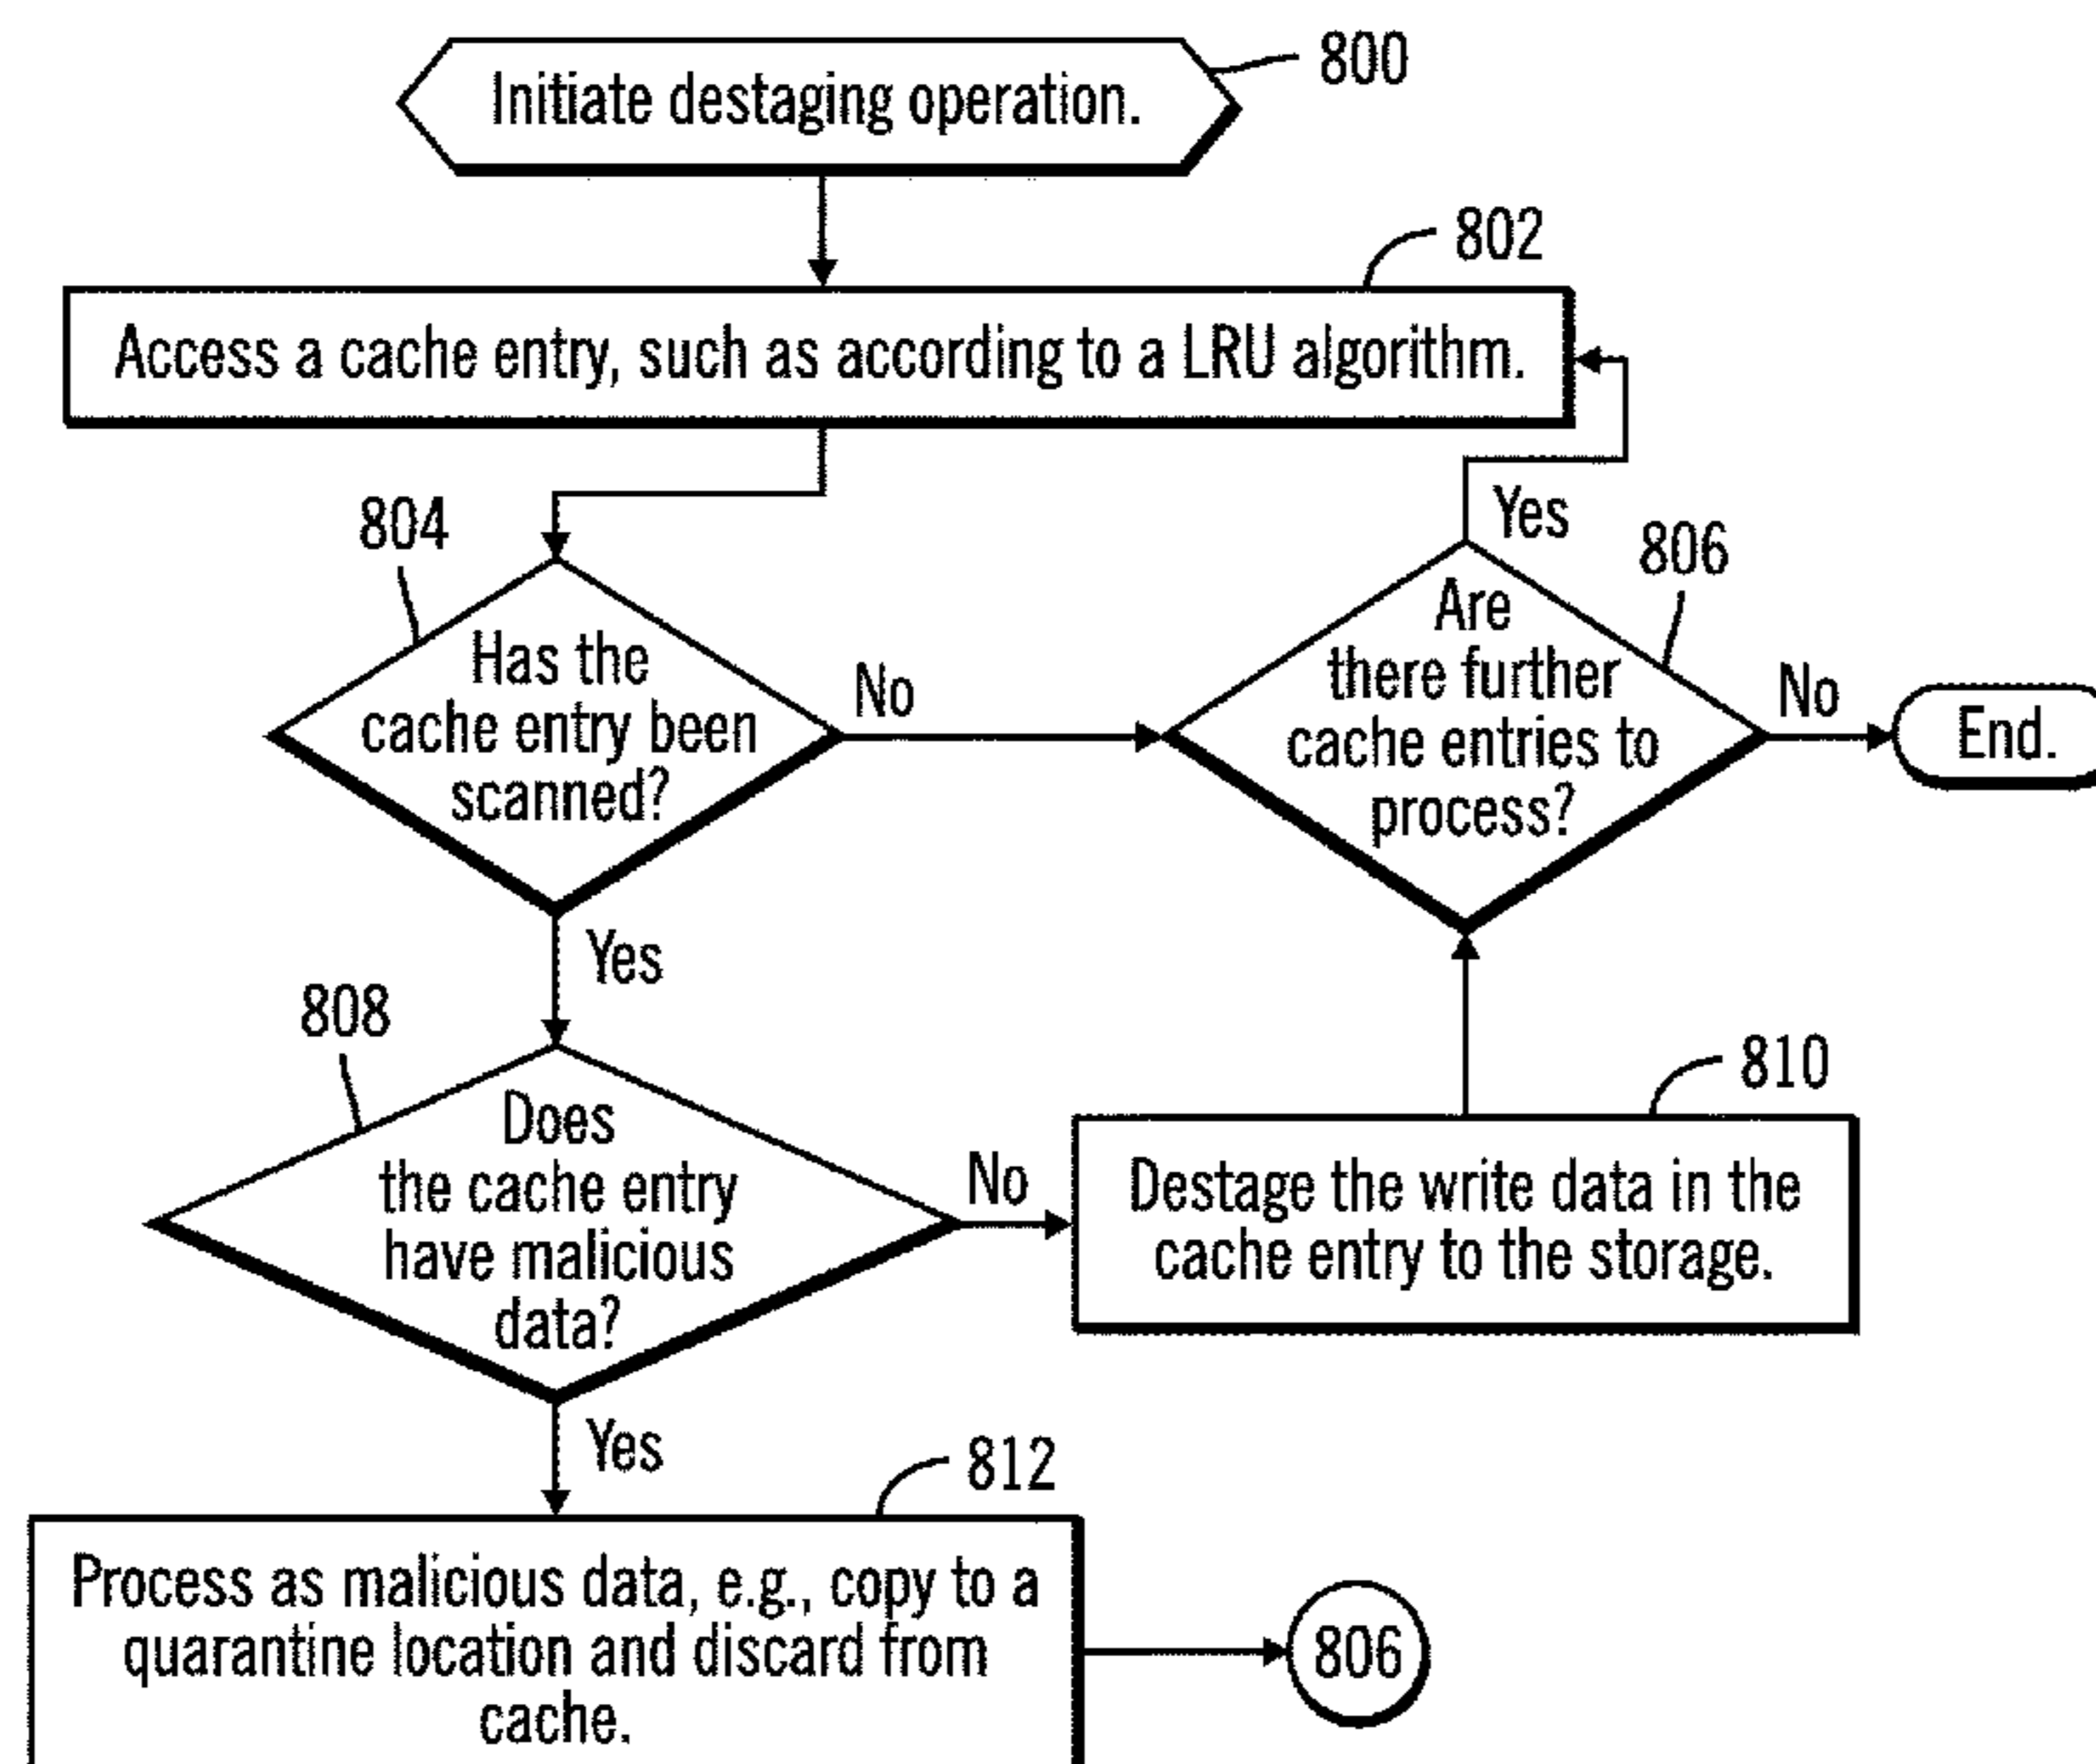 800
Initiate destaging operation.
802
Access a cache entry, such as according to a LRU algorithm.
804
Has the
cache entry been
scanned?
No
Yes
806
Are
there further
cache entries to
process?
Yes
No
End.
808
Does
the cache entry
have malicious
data?
No
Yes
810
Destage the write data in the
cache entry to the storage.
812
Process as malicious data, e.g., copy to a
quarantine location and discard from
cache.
806